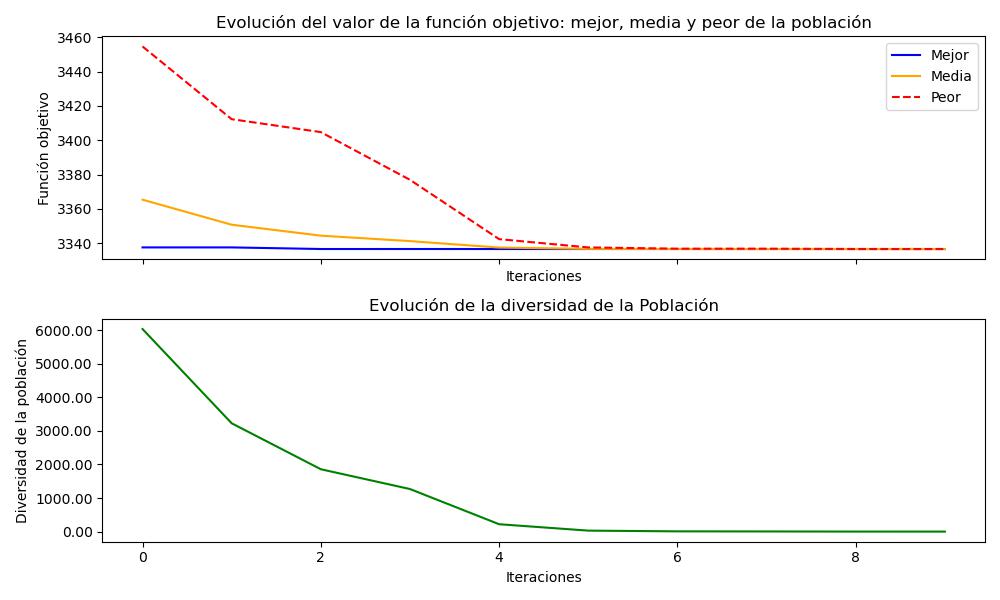 Evolución del valor de la función objetivo: mejor, media y peor de la población
3460
3440
3420
3400
3380
3360
3340
Función objetivo
Mejor
Media
Peor
Iteraciones
Evolución de la diversidad de la Población
6000.00
5000.00
4000.00
3000.00
2000.00
1000.00
0.00
Diversidad de la población
0 2 4 6 8
Iteraciones